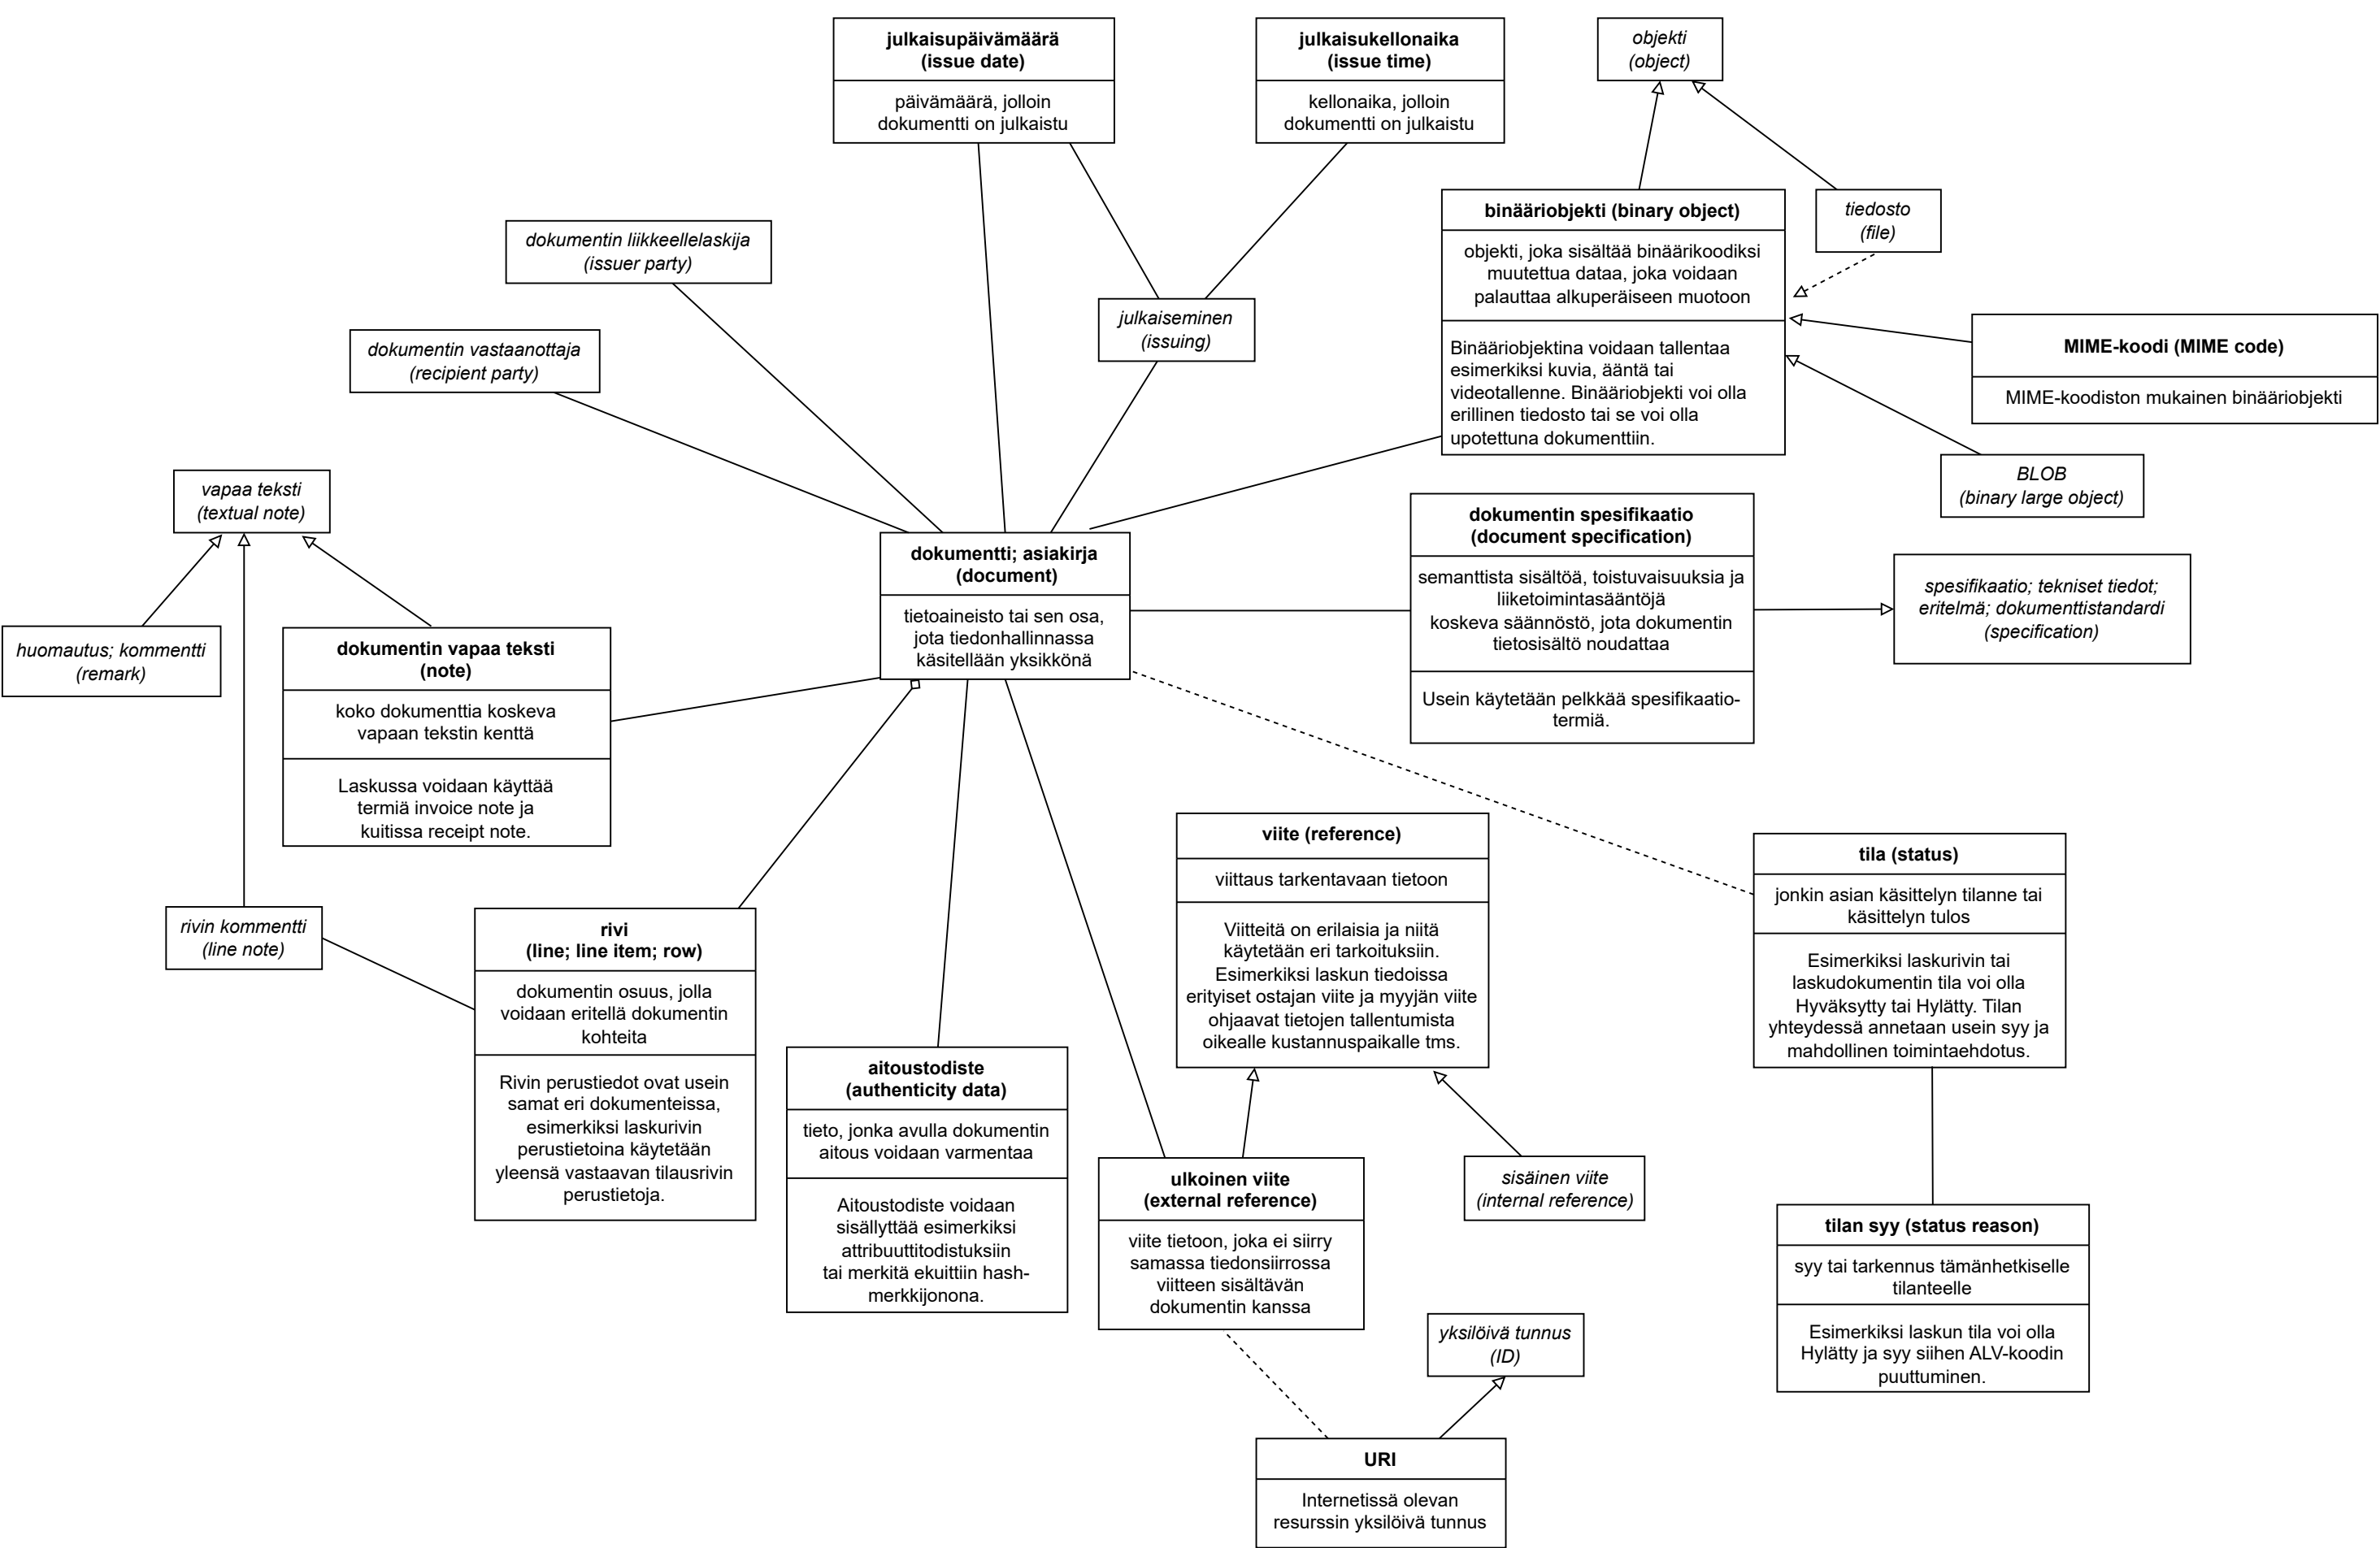 julkaisupäivämäärä
(issue date)
päivämäärä, jolloin
dokumentti on julkaistu
julkaisukellonaika
(issue time)
kellonaika, jolloin
dokumentti on julkaistu
objekti
(object)
binääriobjekti (binary object)
objekti, joka sisältää binäärikoodiksi
muutettua dataa, joka voidaan
palauttaa alkuperäiseen muotoon
Binääriobjektina voidaan tallentaa
esimerkiksi kuvia, ääntä tai
videotallenne. Binääriobjekti voi olla
erillinen tiedosto tai se voi olla
upotettuna dokumenttiin.
tiedosto
(file)
dokumentin liikkeellelaskija
(issuer party)
julkaiseminen
(issuing)
MIME-koodi (MIME code)
MIME-koodiston mukainen binääriobjekti
dokumentin vastaanottaja
(recipient party)
BLOB
(binary large object)
vapaa teksti
(textual note)
dokumentti; asiakirja
(document)
tietoaineisto tai sen osa,
jota tiedonhallinnassa
käsitellään yksikkönä
dokumentin spesifikaatio
(document specification)
semanttista sisältöä, toistuvaisuuksia ja
liiketoimintasääntöjä
koskeva säännöstö, jota dokumentin
tietosisältö noudattaa
Usein käytetään pelkkää spesifikaatio-
termiä.
spesifikaatio; tekniset tiedot;
eritelmä; dokumenttistandardi
(specification)
huomautus; kommentti
(remark)
dokumentin vapaa teksti
(note)
koko dokumenttia koskeva
vapaan tekstin kenttä
Laskussa voidaan käyttää
termiä invoice note ja
kuitissa receipt note.
viite (reference)
viittaus tarkentavaan tietoon
Viitteitä on erilaisia ja niitä
käytetään eri tarkoituksiin.
Esimerkiksi laskun tiedoissa
erityiset ostajan viite ja myyjän viite
ohjaavat tietojen tallentumista
oikealle kustannuspaikalle tms.
tila (status)
jonkin asian käsittelyn tilanne tai
käsittelyn tulos
Esimerkiksi laskurivin tai
laskudokumentin tila voi olla
Hyväksytty tai Hylätty. Tilan
yhteydessä annetaan usein syy ja
mahdollinen toimintaehdotus.
rivin kommentti
(line note)
rivi
(line; line item; row)
dokumentin osuus, jolla
voidaan eritellä dokumentin
kohteita
Rivin perustiedot ovat usein
samat eri dokumenteissa,
esimerkiksi laskurivin
perustietoina käytetään
yleensä vastaavan tilausrivin
perustietoja.
aitoustodiste
(authenticity data)
tieto, jonka avulla dokumentin
aitous voidaan varmentaa
Aitoustodiste voidaan
sisällyttää esimerkiksi
attribuuttitodistuksiin
tai merkitä ekuittiin hash-
merkkijonona.
ulkoinen viite
(external reference)
viite tietoon, joka ei siirry
samassa tiedonsiirrossa
viitteen sisältävän
dokumentin kanssa
sisäinen viite
(internal reference)
tilan syy (status reason)
syy tai tarkennus tämänhetkiselle
tilanteelle
Esimerkiksi laskun tila voi olla
Hylätty ja syy siihen ALV-koodin
puuttuminen.
yksilöivä tunnus
(ID)
URI
Internetissä olevan
resurssin yksilöivä tunnus